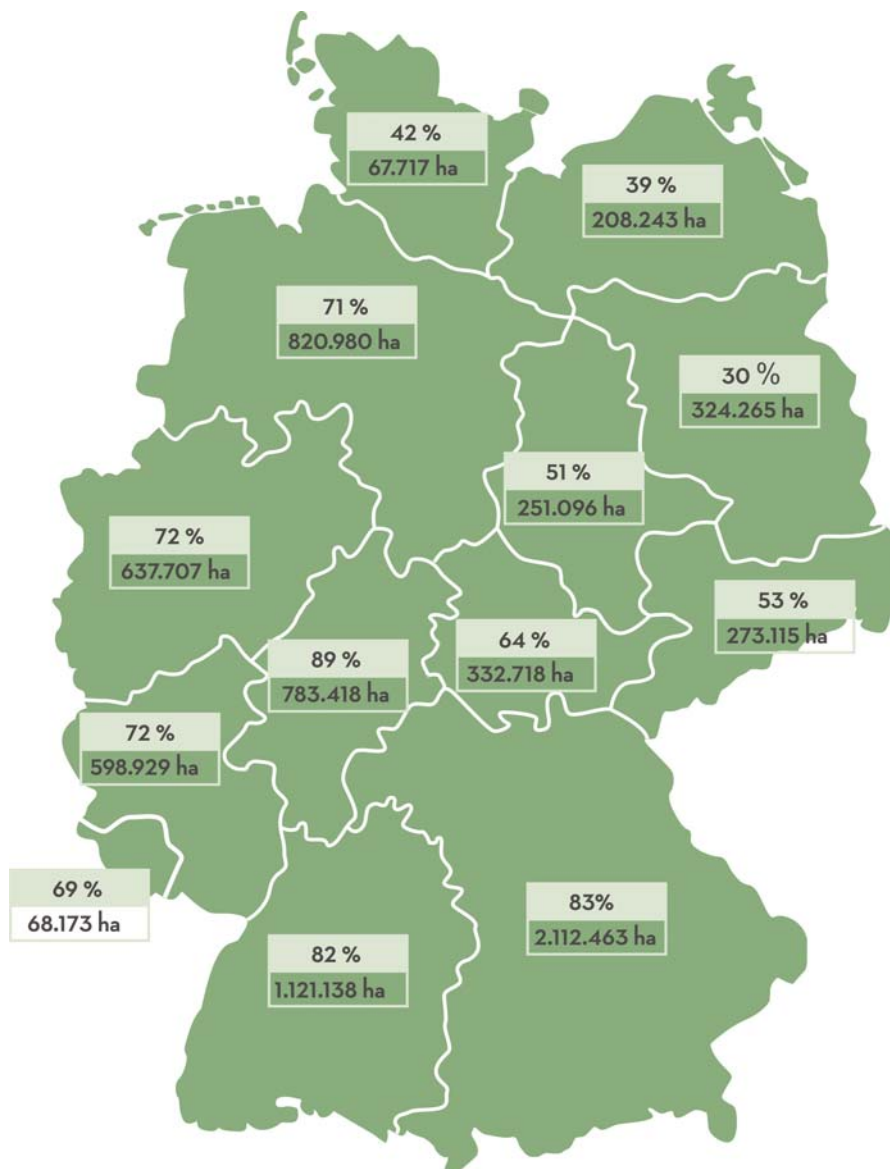 42 %
67.717 ha
39 %
208.243 ha
71 %
820.980 ha
30 %
324.265 ha
51 %
251.096 ha
72 %
637.707 ha
53 %
273.115 ha
64 %
332.718 ha
89 %
783.418 ha
72 %
598.929 ha
69 %
68.173 ha
83%
2.112.463 ha
82 %
1.121.138 ha